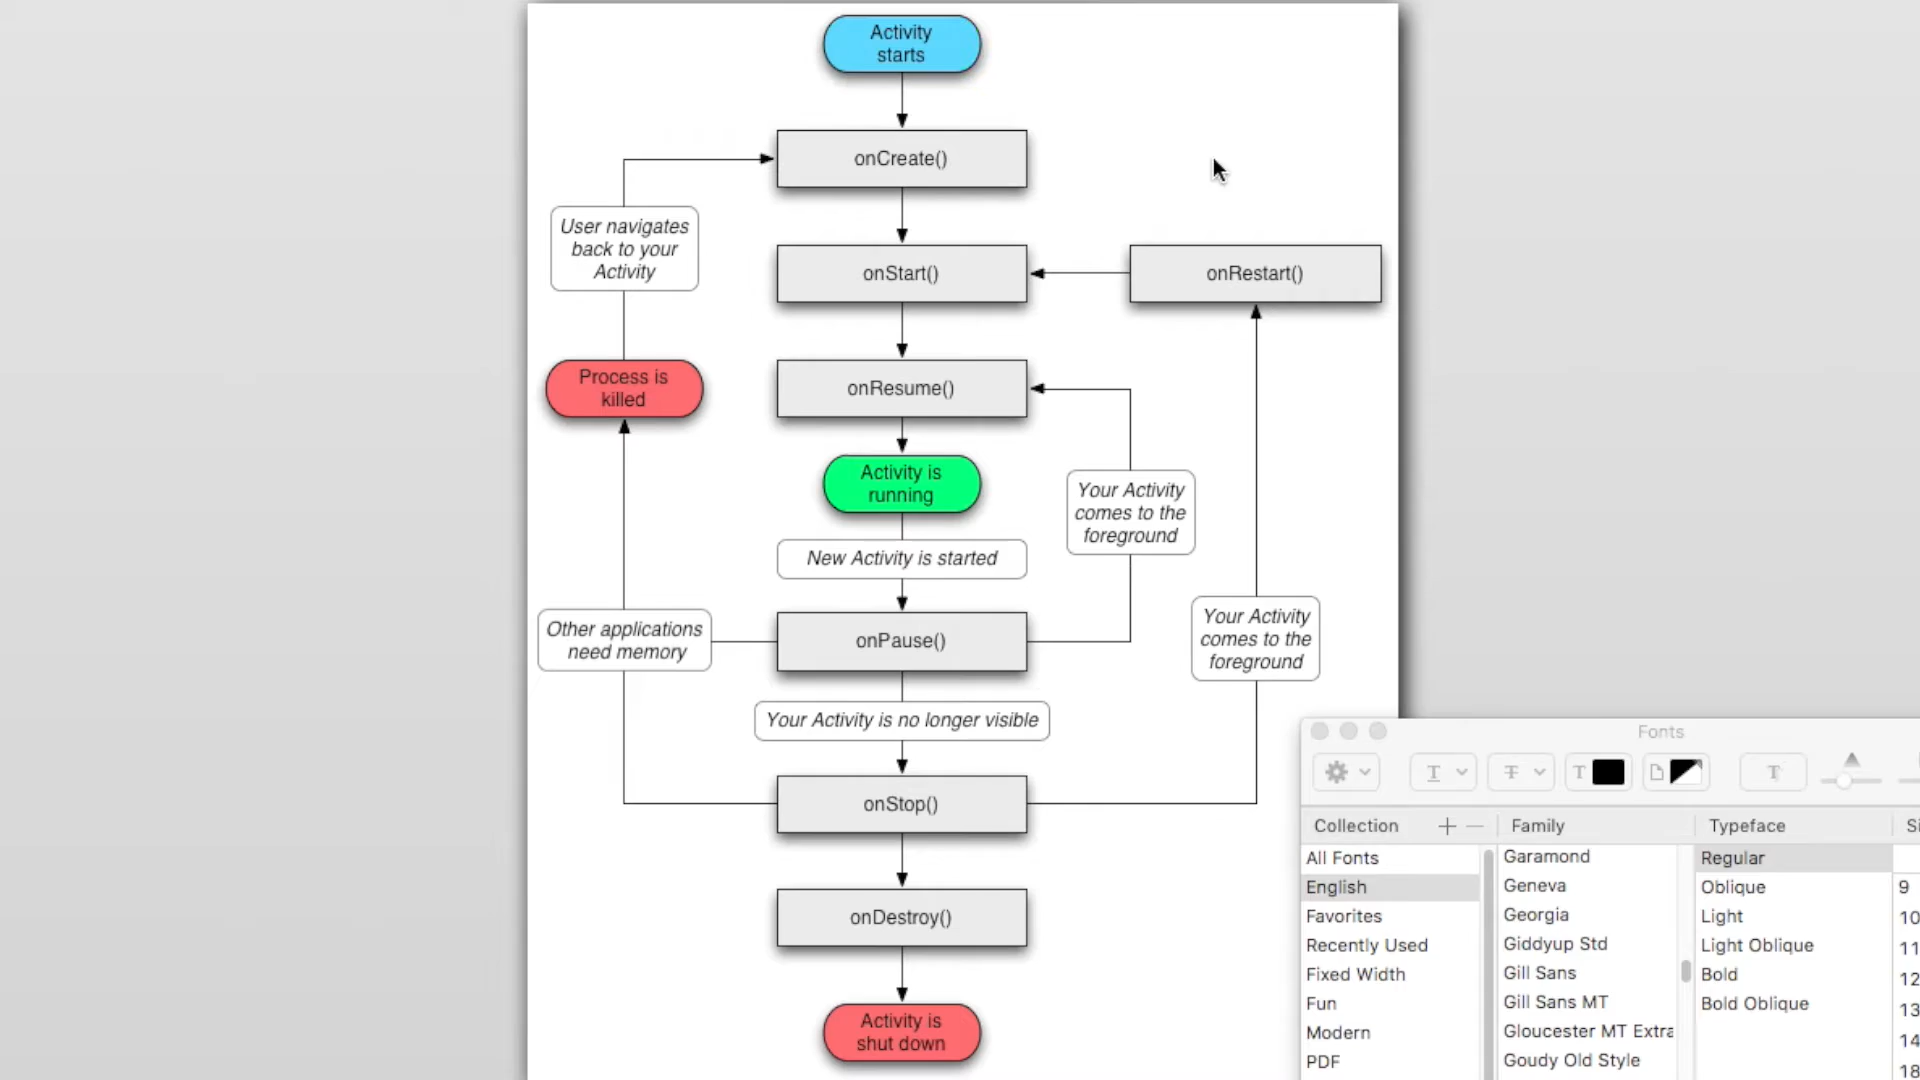 Activity
starts
onCreate()
User navigates
back to your
Activity
onStart()
onRestart()
Process is
killed
onResume()
Activity is
running
Your Activity
comes to the
foreground
New Activity is started
Other applications
need memory
onPause()
Your Activity
comes to the
foreground
Your Activity is no longer visible
onStop()
onDestroy()
Activity is
shut down
Fonts
Collection
Family
Typeface
All Fonts
English
Favorites
Recently Used
Fixed Width
Fun
Modern
PDF
Garamond
Geneva
Georgia
Giddyup Std
Gill Sans
Gill Sans MT
Gloucester MT Extra
Goudy Old Style
Regular
Oblique
Light
Light Oblique
Bold
Bold Oblique
9
10
11
12
13
14
18